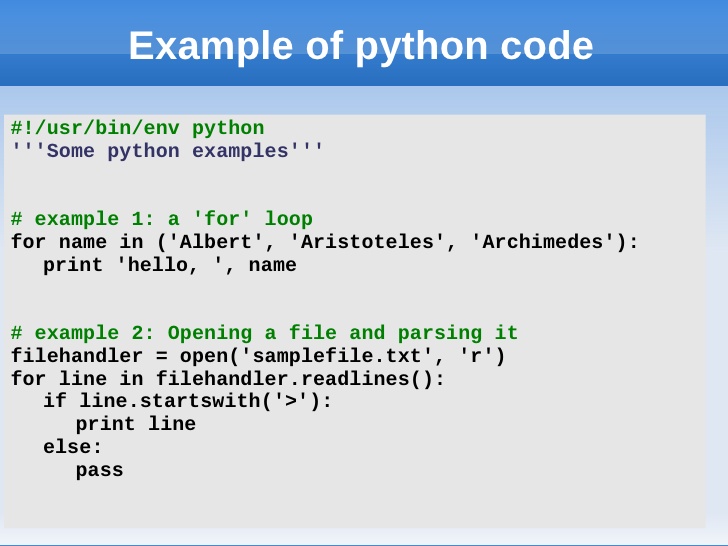 Example of python code
#!/usr/bin/env python
'''Some python examples'''
# example 1: a 'for' loop
for name in ('Albert', 'Aristoteles', 'Archimedes'):
print 'hello, ', name
# example 2: Opening a file and parsing it
filehandler = open('samplefile.txt', 'r')
for line in filehandler.readlines():
if line.startswith('>'):
print line
else:
pass